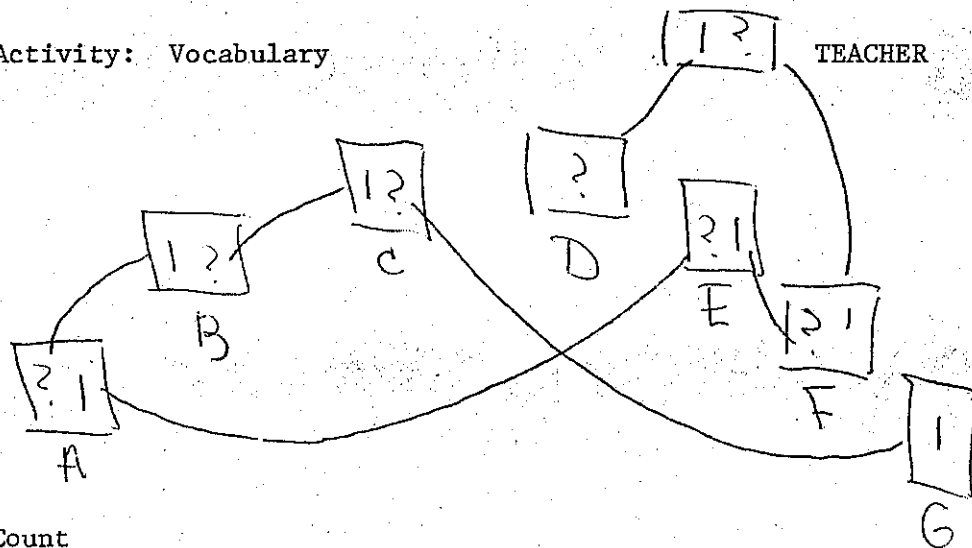 Activity: Vocabulary
1 ? TEACHER
1 ?
C
?
D
1 ?
B
? 1
E
? 1
F
? 1
A
1
G
Count